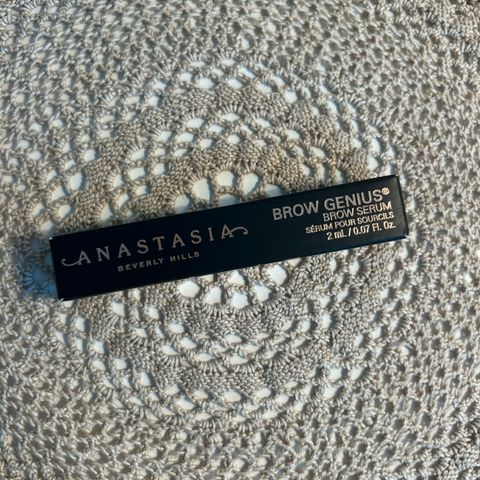 ANASTASIA
BEVERLY HILLS
BROW GENIUS®
BROW SERUM
SÉRUM POUR SOURCILS
2 mL / 0.07 Fl. Oz.